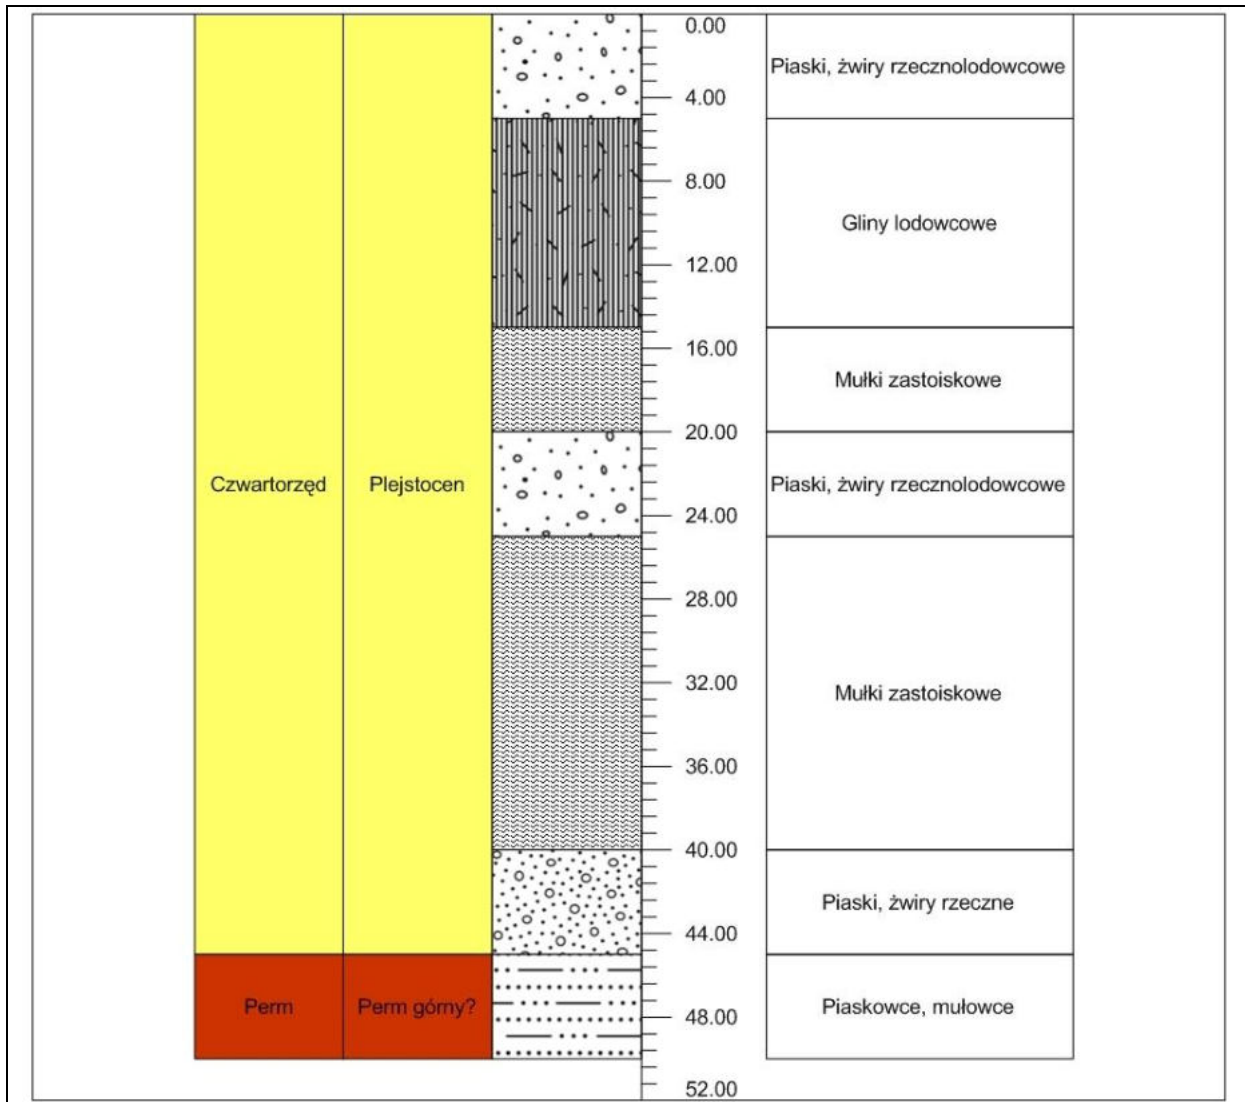 0.00
Piaski, żwiry rzecznolodowcowe
4.00
8.00
Gliny lodowcowe
12.00
16.00
Mułki zastoiskowe
20.00
Czwartorzęd
Plejstocen
Piaski, żwiry rzecznolodowcowe
24.00
28.00
32.00
Mułki zastoiskowe
36.00
40.00
Piaski, żwiry rzeczne
44.00
Perm
Perm górny?
Piaskowce, mułowce
48.00
52.00